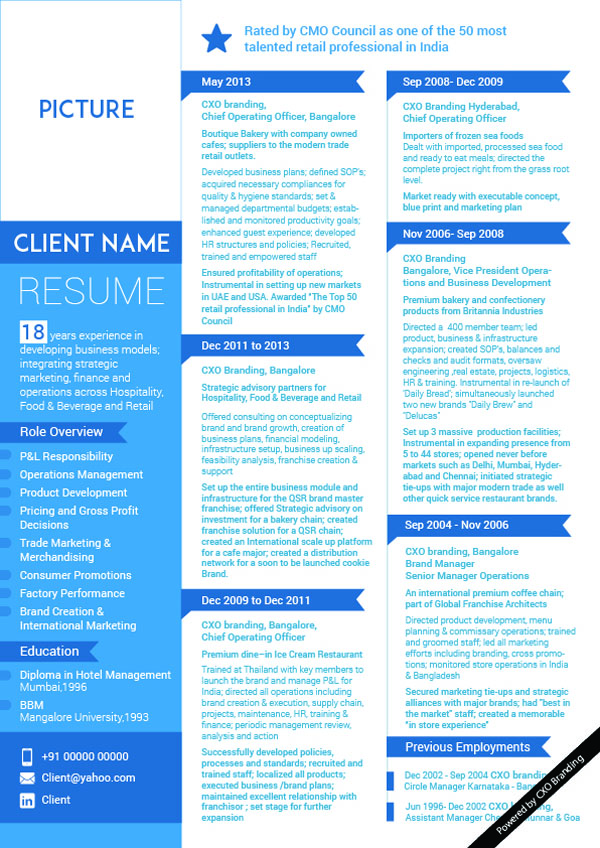 PICTURE
CLIENT NAME
RESUME
18 years experience in
developing business models;
integrating strategic
marketing, finance and
operations across Hospitality,
Food & Beverage and Retail
Role Overview
P&L Responsibility
Operations Management
Product Development
Pricing and Gross Profit
Decisions
Trade Marketing &
Merchandising
Consumer Promotions
Factory Performance
Brand Creation &
International Marketing
Education
Diploma in Hotel Management
Mumbai,1996
BBM
Mangalore University,1993
+91 00000 00000
Client@yahoo.com
in Client
Rated by CMO Council as one of the 50 most
talented retail professional in India
May 2013
CXO branding,
Chief Operating Officer, Bangalore
Boutique Bakery with company owned
cafes; suppliers to the modern trade
retail outlets.
Developed business plans; defined SOP's;
acquired necessary compliances for
quality & hygiene standards; set &
managed departmental budgets; estab-
lished and monitored productivity goals;
enhanced guest experience; developed
HR structures and policies; Recruited,
trained and empowered staff
Ensured profitability of operations;
Instrumental in setting up new markets
in UAE and USA. Awarded "The Top 50
retail professional in India" by CMO
Council
Dec 2011 to 2013
CXO Branding, Bangalore
Strategic advisory partners for
Hospitality, Food & Beverage and Retail
Offered consulting on conceptualizing
brand and brand growth, creation of
business plans, financial modeling,
infrastructure setup, business up scaling,
feasibility analysis, franchise creation &
support
Set up the entire business module and
infrastructure for the QSR brand master
franchise; offered Strategic advisory on
investment for a bakery chain; created
franchise solution for a QSR chain;
created an International scale up platform
for a cafe major; created a distribution
network for a soon to be launched cookie
Brand.
Dec 2009 to Dec 2011
CXO branding, Bangalore,
Chief Operating Officer
Premium dine–in Ice Cream Restaurant
Trained at Thailand with key members to
launch the brand and manage P&L for
India; directed all operations including
brand creation & execution, supply chain,
projects, maintenance, HR, training &
finance; periodic management review,
analysis and action
Successfully developed policies,
processes and standards; recruited and
trained staff; localized all products;
executed business /brand plans;
maintained excellent relationship with
franchisor ; set stage for further
expansion
Sep 2008- Dec 2009
CXO Branding Hyderabad,
Chief Operating Officer
Importers of frozen sea foods
Dealt with imported, processed sea food
and ready to eat meals; directed the
complete project right from the grass root
level.
Market ready with executable concept,
blue print and marketing plan
Nov 2006- Sep 2008
CXO Branding
Bangalore, Vice President Opera-
tions and Business Development
Premium bakery and confectionery
products from Britannia Industries
Directed a 400 member team; led
product, business & infrastructure
expansion; created SOP's, balances and
checks and audit formats, oversaw
engineering ,real estate, projects, logistics,
HR & training. Instrumental in re-launch of
'Daily Bread'; simultaneously launched
two new brands "Daily Brew" and
"Delucas"
Set up 3 massive production facilities;
Instrumental in expanding presence from
5 to 44 stores; opened never before
markets such as Delhi, Mumbai, Hyder-
abad and Chennai; initiated strategic
tie-ups with major modern trade as well
other quick service restaurant brands.
Sep 2004 - Nov 2006
CXO branding, Bangalore
Brand Manager
Senior Manager Operations
An international premium coffee chain;
part of Global Franchise Architects
Directed product development, menu
planning & commissary operations; trained
and groomed staff; led all marketing
efforts including branding, cross promo-
tions; monitored store operations in India
& Bangladesh
Secured marketing tie-ups and strategic
alliances with major brands; had "best in
the market" staff; created a memorable
"in store experience"
Previous Employments
Dec 2002 - Sep 2004 CXO branding,
Circle Manager Karnataka -
Jun 1996- Dec 2002 CXO
Assistant Manager & Goa
Powered by CXO Branding